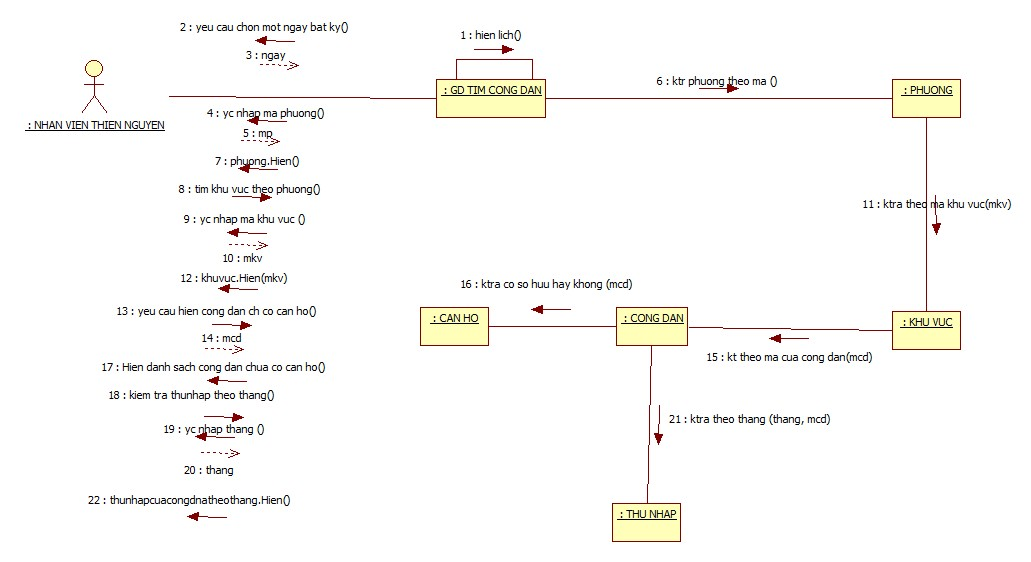 2 : yeu cau chon mot ngay bat ky()
1 : hien lich()
3 : ngay
6 : ktr phuong theo ma ()
: GD TIM CONG DAN
: PHUONG
: NHAN VIEN THIEN NGUYEN
4 : yc nhap ma phuong()
5 : mp
7 : phuong.Hien()
8 : tim khu vuc theo phuong()
11 : ktra theo ma khu vuc(mkv)
9 : yc nhap ma khu vuc ()
10 : mkv
12 : khuvuc.Hien(mkv)
16 : ktra co so huu hay khong (mcd)
13 : yeu cau hien cong dan ch co can ho()
: CAN HO
: CONG DAN
: KHU VUC
14 : mcd
15 : kt theo ma cua cong dan(mcd)
17 : Hien danh sach cong dan chua co can ho()
18 : kiem tra thunhap theo thang()
21 : ktra theo thang (thang, mcd)
19 : yc nhap thang ()
20 : thang
22 : thunhapcuacongdnatheothang.Hien()
: THU NHAP